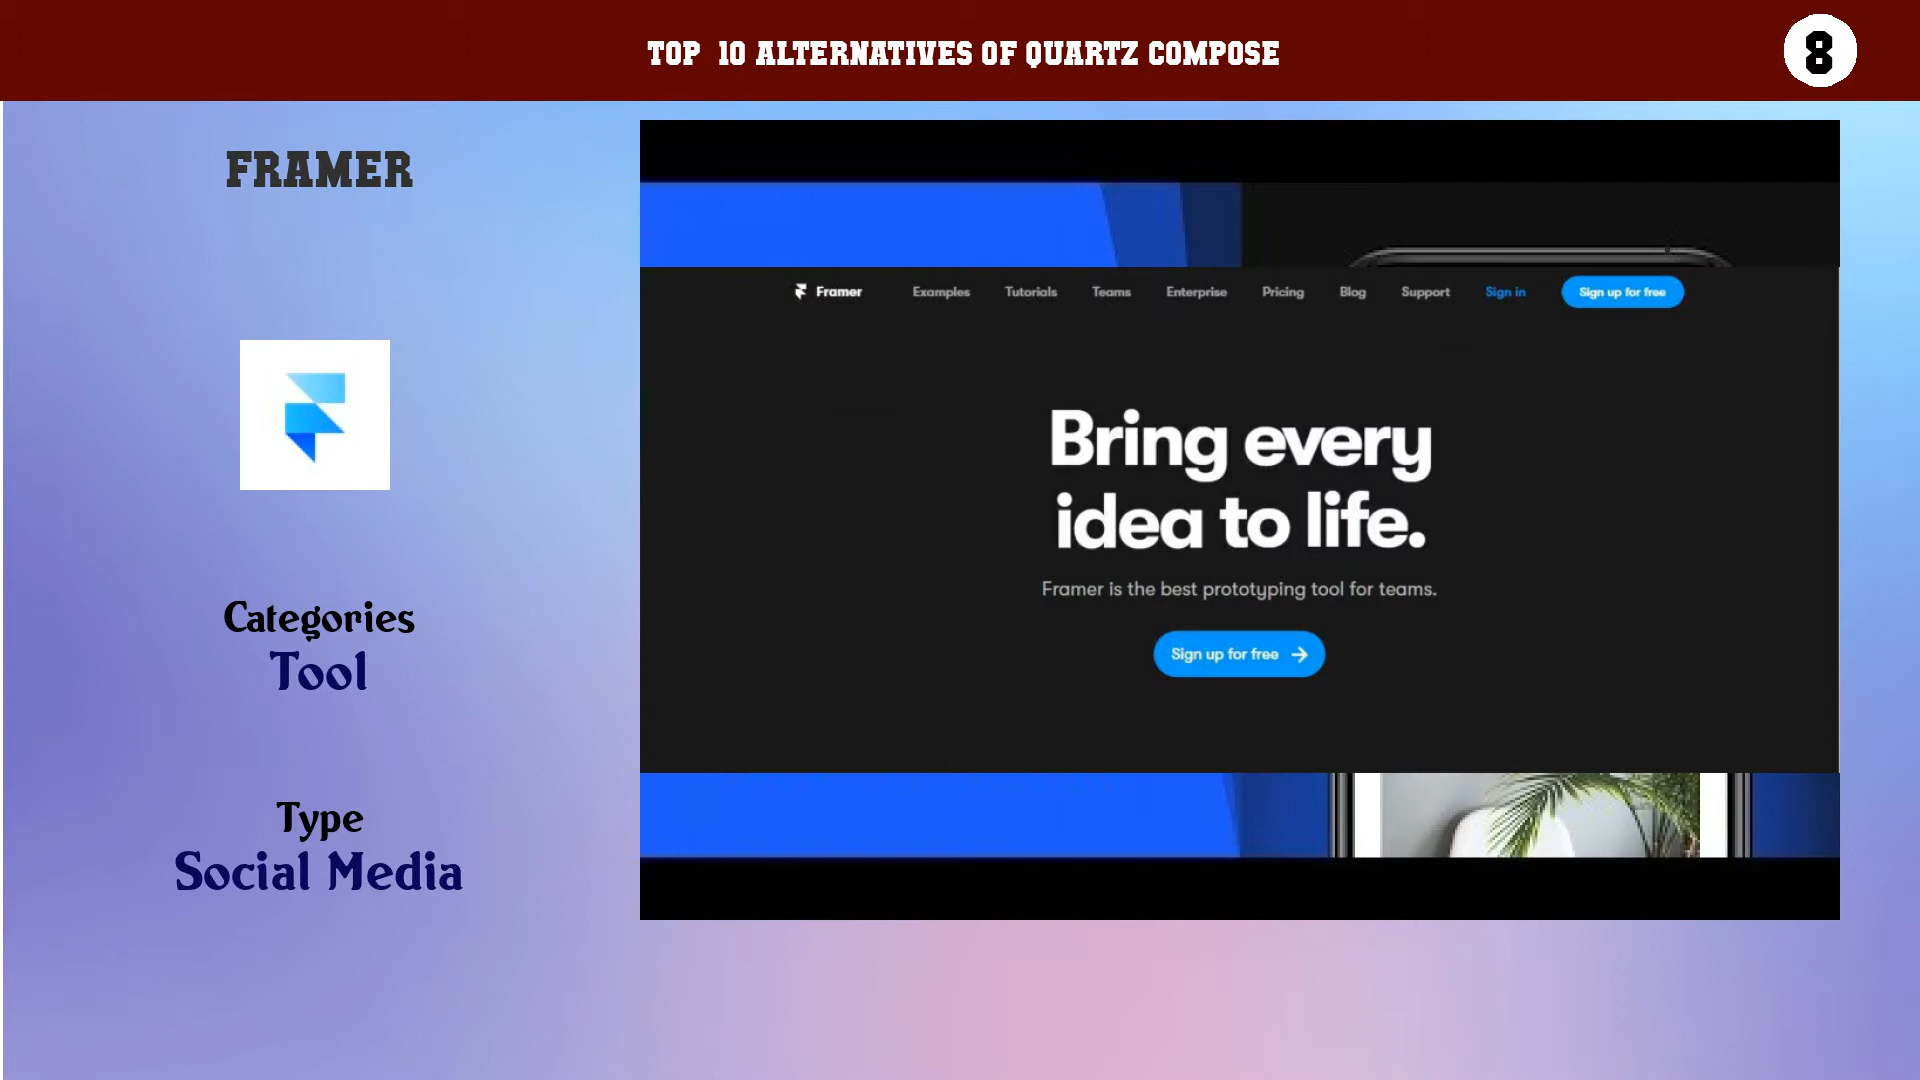 TOP 10 ALTERNATIVES OF QUARTZ COMPOSE
8
FRAMER
Categories
Tool
Type
Social Media
Framer Examples Tutorials Teams Enterprise Pricing Blog Support Sign in Sign up for free
Bring every
idea to life.
Framer is the best prototyping tool for teams.
Sign up for free →